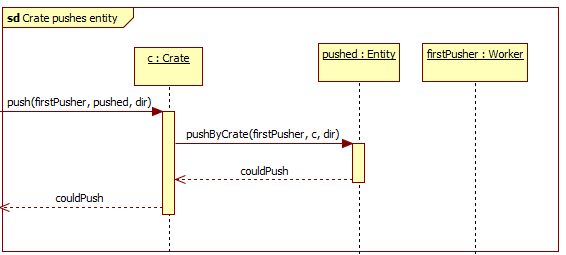 sd Crate pushes entity
c : Crate
pushed : Entity
firstPusher : Worker
push(firstPusher, pushed, dir)
pushByCrate(firstPusher, c, dir)
couldPush
couldPush